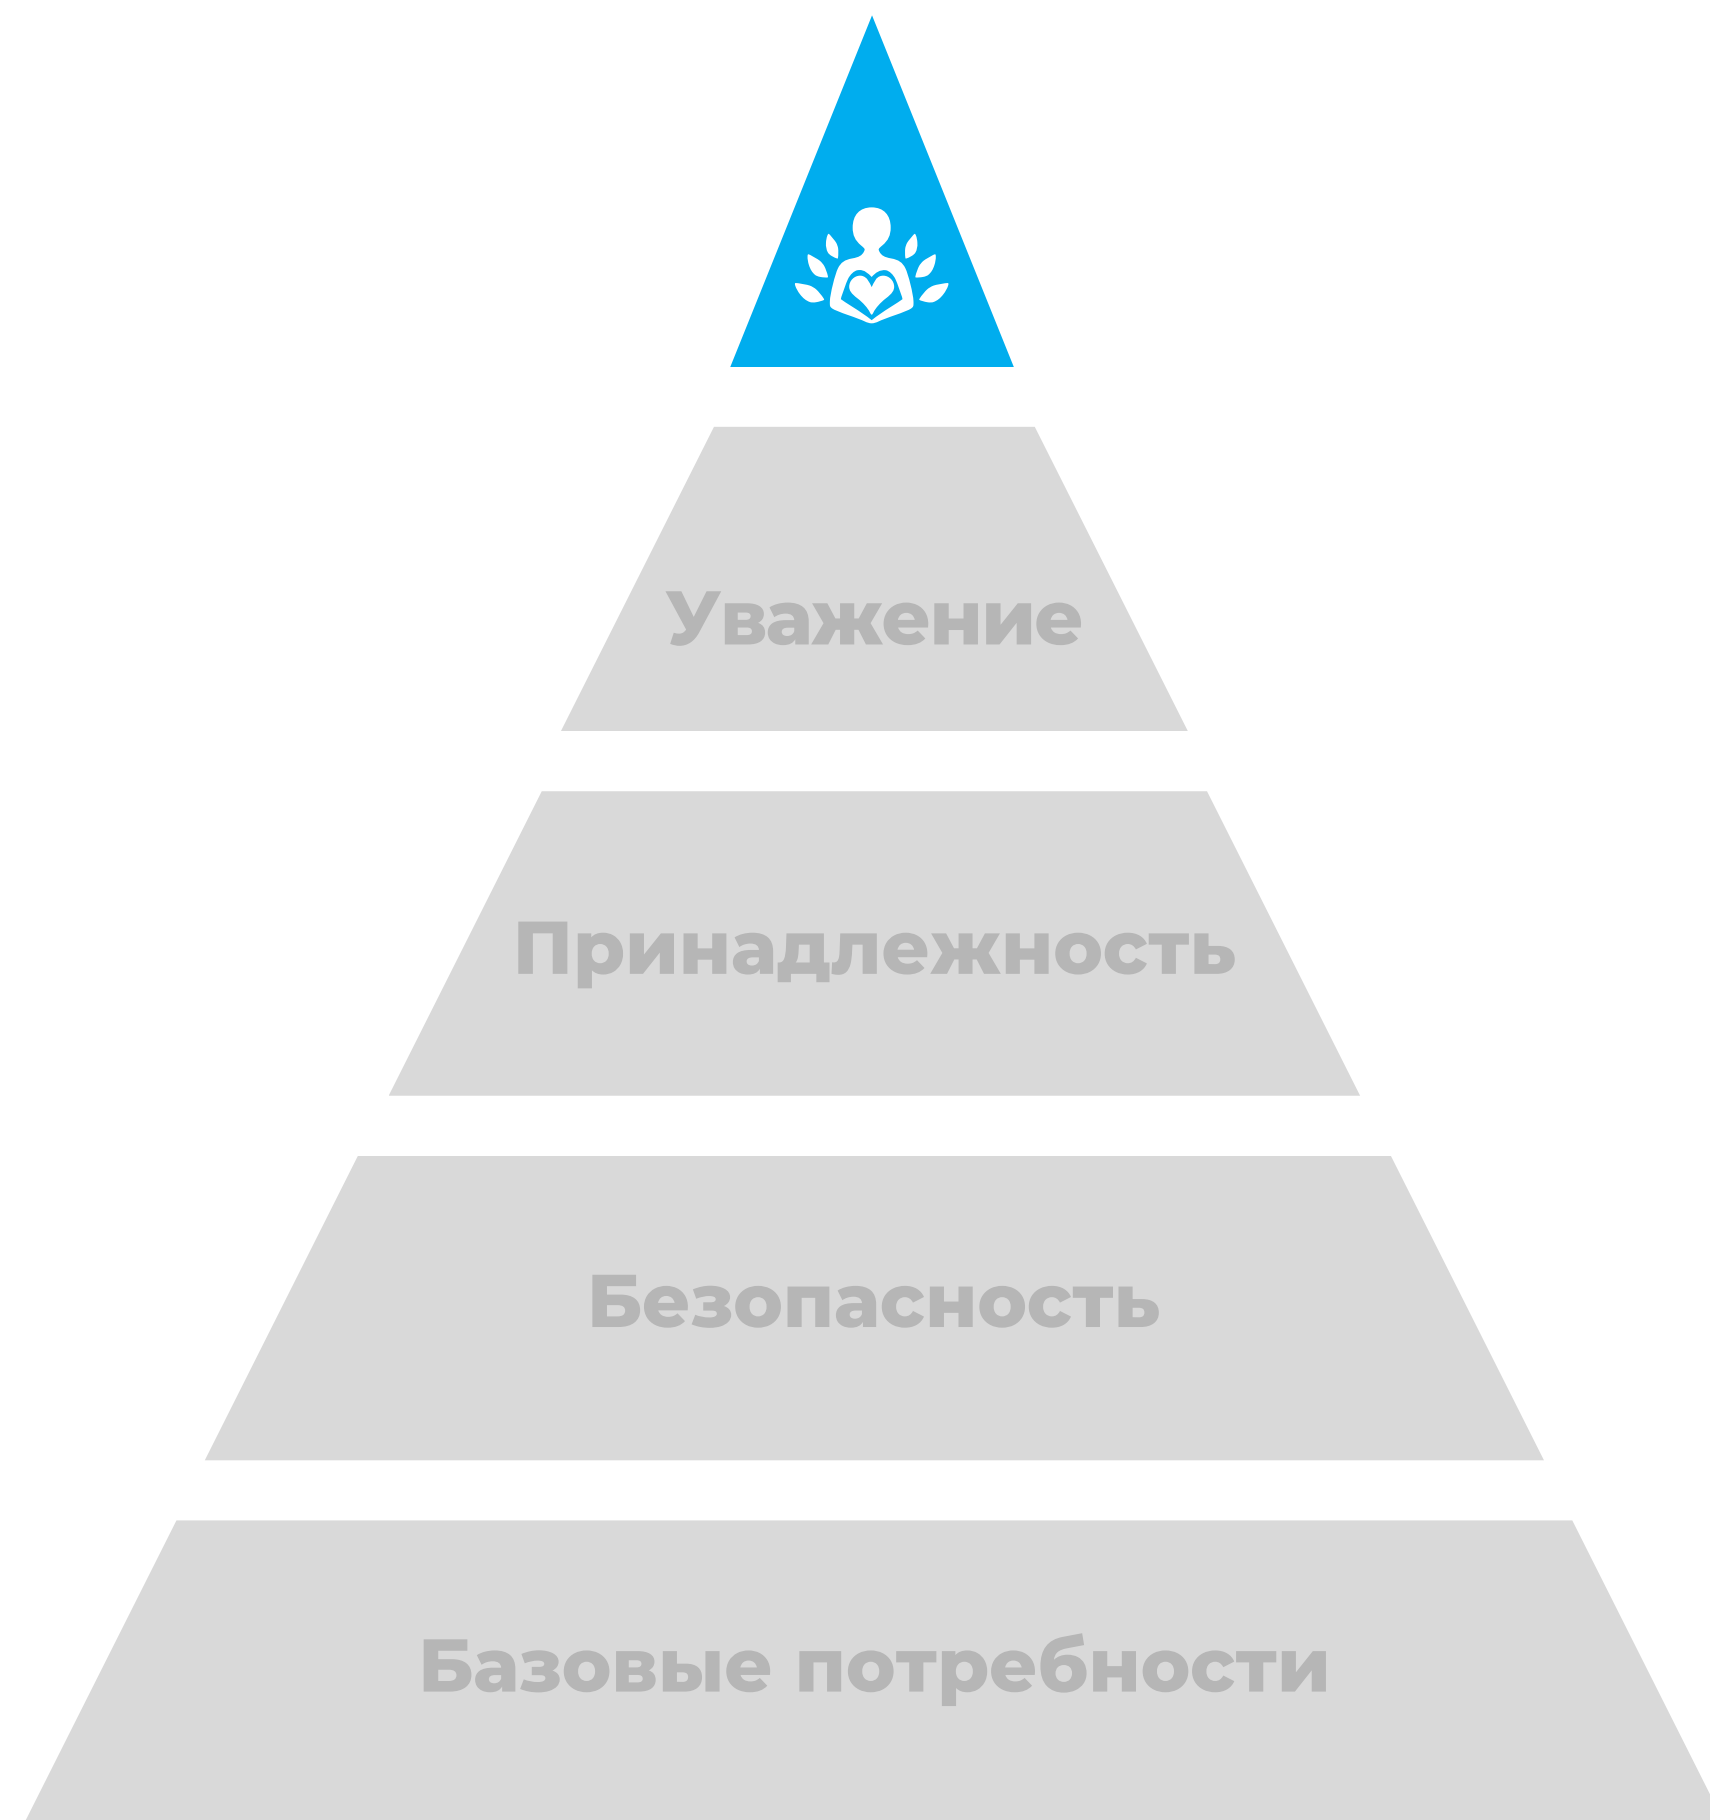 Уважение
Принадлежность
Безопасность
Базовые потребности